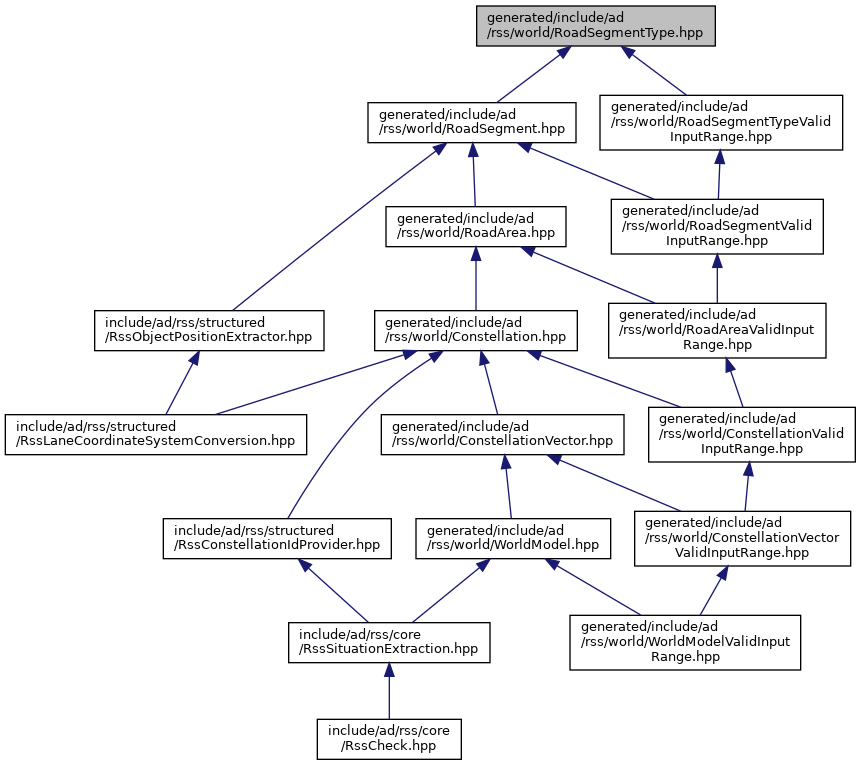 generated/include/ad
/rss/world/RoadSegmentType.hpp
generated/include/ad
/rss/world/RoadSegment.hpp
generated/include/ad
/rss/world/RoadSegmentTypeValid
InputRange.hpp
generated/include/ad
/rss/world/RoadArea.hpp
generated/include/ad
/rss/world/RoadSegmentValid
InputRange.hpp
include/ad/rss/structured
/RssObjectPositionExtractor.hpp
generated/include/ad
/rss/world/Constellation.hpp
generated/include/ad
/rss/world/RoadAreaValidInput
Range.hpp
include/ad/rss/structured
/RssLaneCoordinateSystemConversion.hpp
generated/include/ad
/rss/world/ConstellationVector.hpp
generated/include/ad
/rss/world/ConstellationValid
InputRange.hpp
include/ad/rss/structured
/RssConstellationIdProvider.hpp
generated/include/ad
/rss/world/WorldModel.hpp
generated/include/ad
/rss/world/ConstellationVector
ValidInputRange.hpp
include/ad/rss/core
/RssSituationExtraction.hpp
generated/include/ad
/rss/world/WorldModelValidInput
Range.hpp
include/ad/rss/core
/RssCheck.hpp